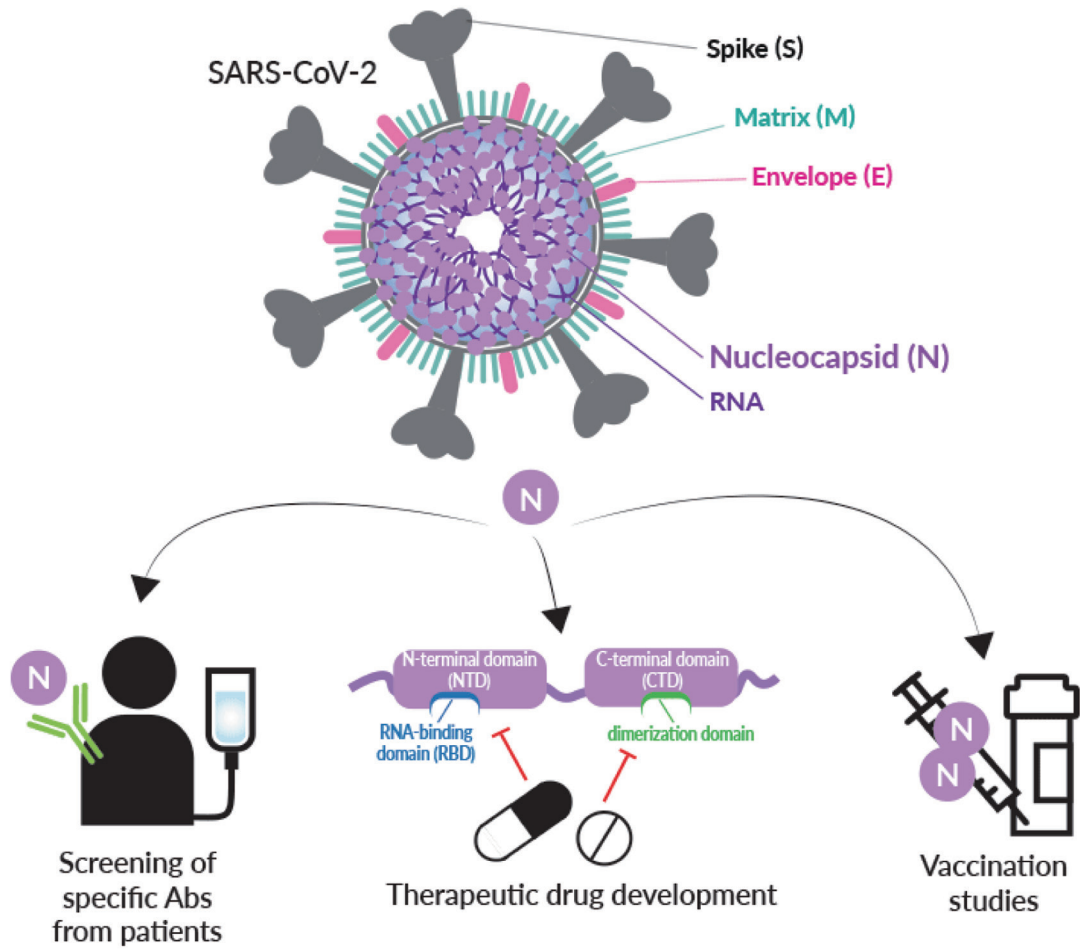 Spike (S)
SARS-CoV-2
Matrix (M)
Envelope (E)
Nucleocapsid (N)
RNA
N
N
N-terminal domain
(NTD)
C-terminal domain
(CTD)
RNA-binding
domain (RBD)
dimerization domain
N
N
Screening of
specific Abs
from patients
Therapeutic drug development
Vaccination
studies